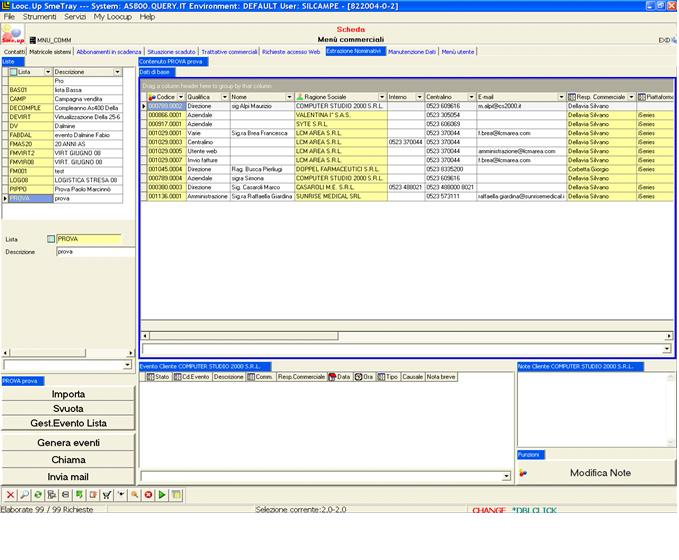 Looc.Up SmeTray --- System: AS800.QUERY.IT Environment: DEFAULT User: SILCAMPE - [822004-0-2]
File Strumenti Servizi My Loocup Help
Scheda
Sme.up MNU_COMM Menù commerciali EXD
Contatti Matricole sistemi Abbonamenti in scadenza Situazione scaduto Trattative commerciali Richieste accesso Web Estrazione Nominativi Manutenzione Dati Menù utente
Liste Contenuto PROVA prova
Dati di base
Lista Descrizione
Pro
BAS01 lista Bassa
CAMP Campagna vendita
DECOMPLE Compleanno As400 Della
DEVIRT Virtualizzazione Della 25-6
DV Dalmine
FABDAL evento Dalmine Fabio
FMAS20 20 ANNI AS
FMVIRT2 VIRT GIUGNO 08
FMVIRO8 VIRT. GIUGNO 08
FM001 test
LOG08 LOGISTICA STRESA 08
PIPPO Prova Paolo Marcinnò
PROVA prova
Drag a column header here to group by that column
Codice Qualifica Nome Ragione Sociale Interno Centralino E-mail Resp. Commerciale Piattaforma
000789.0002 Direzione sig Alpi Maurizio COMPUTER STUDIO 2000 S.R.L. 0523 609616 m.alpi@cs2000.it Dellavia Silvano
000866.0001 Aziendale VALENTINA I° S.A.S. 0523 305054 Dellavia Silvano iSeries
000917.0001 Aziendale SYTE S.R.L. 0523 606069 Dellavia Silvano iSeries
001029.0001 Varie Sig.ra Brea Francesca LCM AREA S.R.L. 0523 370044 f.brea@lcmarea.com Dellavia Silvano iSeries
001029.0003 Centralino LCM AREA S.R.L. 0523 370044 0523 370044 Dellavia Silvano iSeries
001029.0005 Utente web LCM AREA S.R.L. 0523 370044 amministrazione@lcmarea.com Dellavia Silvano iSeries
001029.0007 Invio fatture LCM AREA S.R.L. 0523 370044 f.brea@lcmarea.com Dellavia Silvano iSeries
001045.0004 Direzione Rag. Bucca Pierluigi DOPPEL FARMACEUTICI S.R.L. 0523 8335200 Corbetta Giorgio iSeries
000789.0004 Aziendale sigra Simona COMPUTER STUDIO 2000 S.R.L. 0523 609616 Dellavia Silvano
000380.0003 Direzione Sig. Casaroli Marco CASAROLI M.E. S.R.L. 0523 488021 0523 488000 8021 Dellavia Silvano iSeries
001136.0001 Amministrazione Sig.ra Raffaella Giardina SUNRISE MEDICAL SRL 0523 573111 raffaella.giardina@sunrisemedical. Dellavia Silvano iSeries
Lista PROVA
Descrizione prova
PROVA prova
Importa
Svuota
Gest.Evento Lista
Genera eventi
Chiama
Invia mail
Evento Cliente COMPUTER STUDIO 2000 S.R.L.
Stato Cd.Evento Descrizione Comm. Resp.Commerciale Data Ora Tipo Causale Nota breve
Note Cliente COMPUTER STUDIO 2000 S.R.L.
Funzioni
Modifica Note
Elaborate 99 / 99 Richieste Selezione corrente:2,0-2,0 CHANGE *DBLCLICK